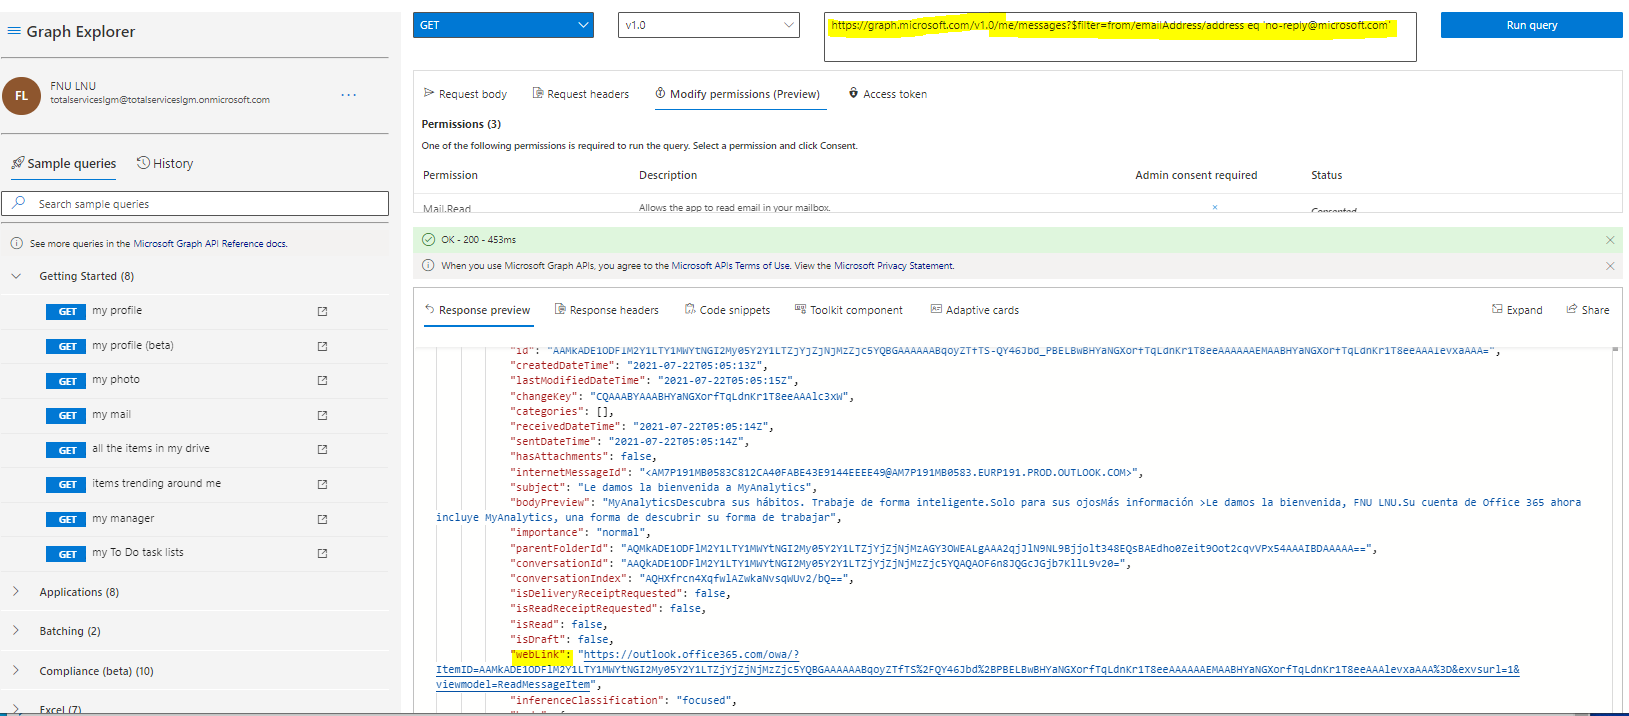 Graph Explorer
FL
FNU LNU
totalserviceslgm@totalserviceslgm.onmicrosoft.com
...
Sample queries
History
Search sample queries
See more queries in the Microsoft Graph API Reference docs.
Getting Started (8)
GET my profile
GET my profile (beta)
GET my photo
GET my mail
GET all the items in my drive
GET items trending around me
GET my manager
GET my To Do task lists
Applications (8)
Batching (2)
Compliance (beta) (10)
Excel (7)
GET
v1.0
https://graph.microsoft.com/v1.0/me/messages?$filter=from/emailAddress/address eq 'no-reply@microsoft.com'
Run query
Request body
Request headers
Modify permissions (Preview)
Access token
Permissions (3)
One of the following permissions is required to run the query. Select a permission and click Consent.
Permission Description Admin consent required Status
Mail.Read Allows the app to read email in your mailbox. Consented
OK - 200 - 453ms
When you use Microsoft Graph APIs, you agree to the Microsoft APIs Terms of Use. View the Microsoft Privacy Statement.
Response preview
Response headers
Code snippets
Toolkit component
Adaptive cards
Expand
Share
"createdDateTime": "2021-07-22T05:05:13Z",
"lastModifiedDateTime": "2021-07-22T05:05:15Z",
"changeKey": "CQAAABYAAABHYaNGXorfTqLdnKr1T8eeAAAlc3xW",
"categories": [],
"receivedDateTime": "2021-07-22T05:05:14Z",
"sentDateTime": "2021-07-22T05:05:14Z",
"hasAttachments": false,
"internetMessageId": "<AM7P191MB0583C812CA40FABE43E9144EEEE49@AM7P191MB0583.EURP191.PROD.OUTLOOK.COM>",
"subject": "Le damos la bienvenida a MyAnalytics",
"bodyPreview": "MyAnalyticsDescubra sus hábitos. Trabaje de forma inteligente.Solo para sus ojosMás información >Le damos la bienvenida, FNU LNU.Su cuenta de Office 365 ahora
incluye MyAnalytics, una forma de descubrir su forma de trabajar",
"importance": "normal",
"parentFolderId":
"conversationId":
"conversationIndex": "AQHXfrcn4XqfwlAZwkaNvsqWUv2/bQ==",
"isDeliveryReceiptRequested": false,
"isReadReceiptRequested": false,
"isRead": false,
"isDraft": false,
"webLink": "https://outlook.office365.com/owa/?
viewmodel=ReadMessageItem",
"inferenceClassification": "focused",